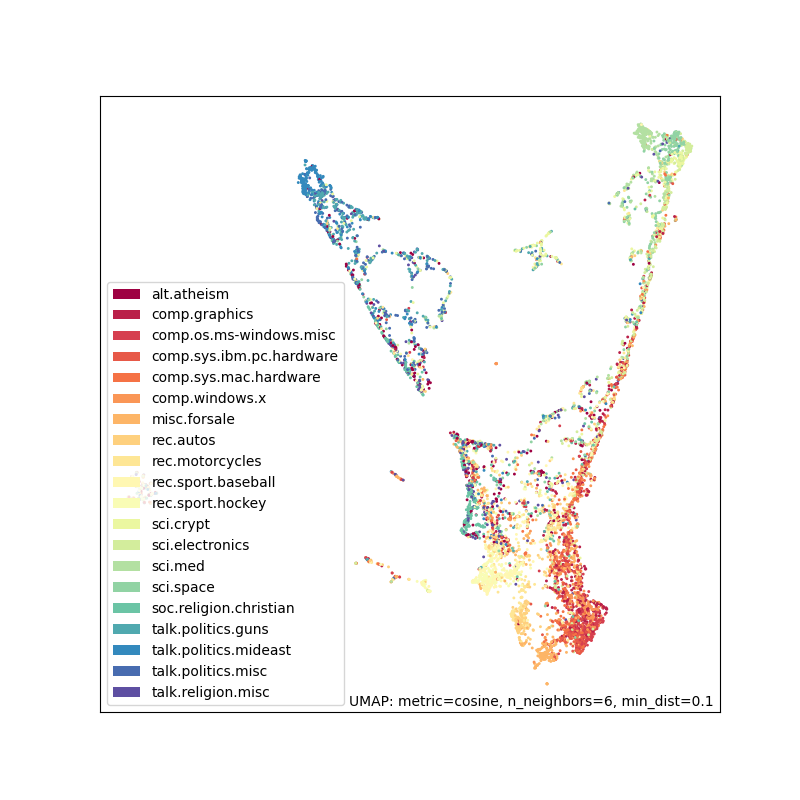 alt.atheism
comp.graphics
comp.os.ms-windows.misc
comp.sys.ibm.pc.hardware
comp.sys.mac.hardware
comp.windows.x
misc.forsale
rec.autos
rec.motorcycles
rec.sport.baseball
rec.sport.hockey
sci.crypt
sci.electronics
sci.med
sci.space
soc.religion.christian
talk.politics.guns
talk.politics.mideast
talk.politics.misc
talk.religion.misc
UMAP: metric=cosine, n_neighbors=6, min_dist=0.1